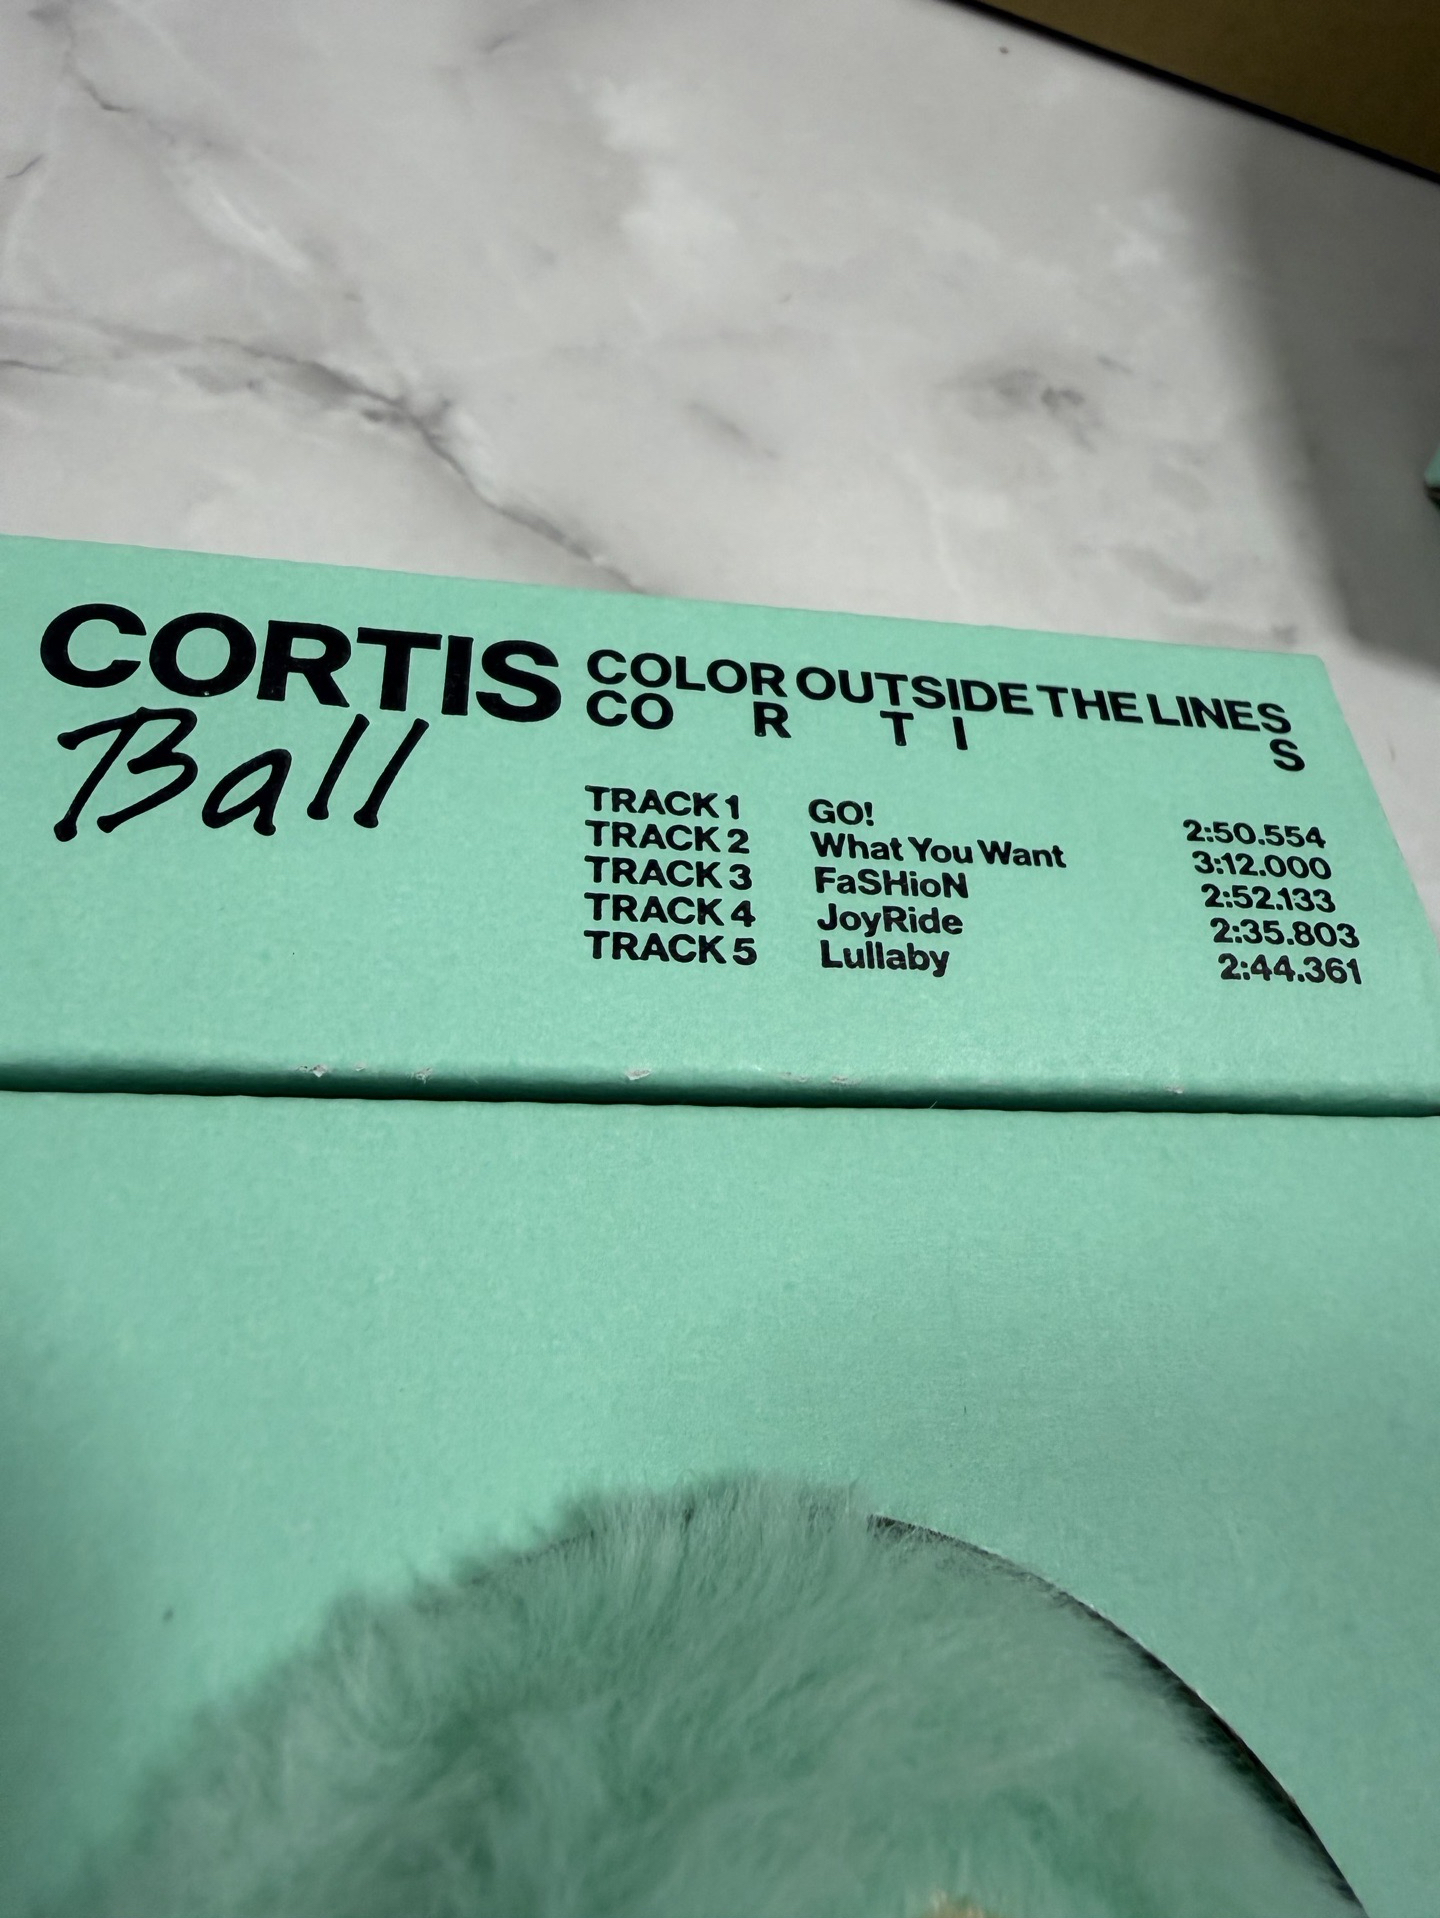 CORTIS
Ball
COLOR OUTSIDE THE LINES
CO R T I S
TRACK 1 GO! 2:50.554
TRACK 2 What You Want 3:12.000
TRACK 3 FaSHioN 2:52.133
TRACK 4 JoyRide 2:35.803
TRACK 5 Lullaby 2:44.361